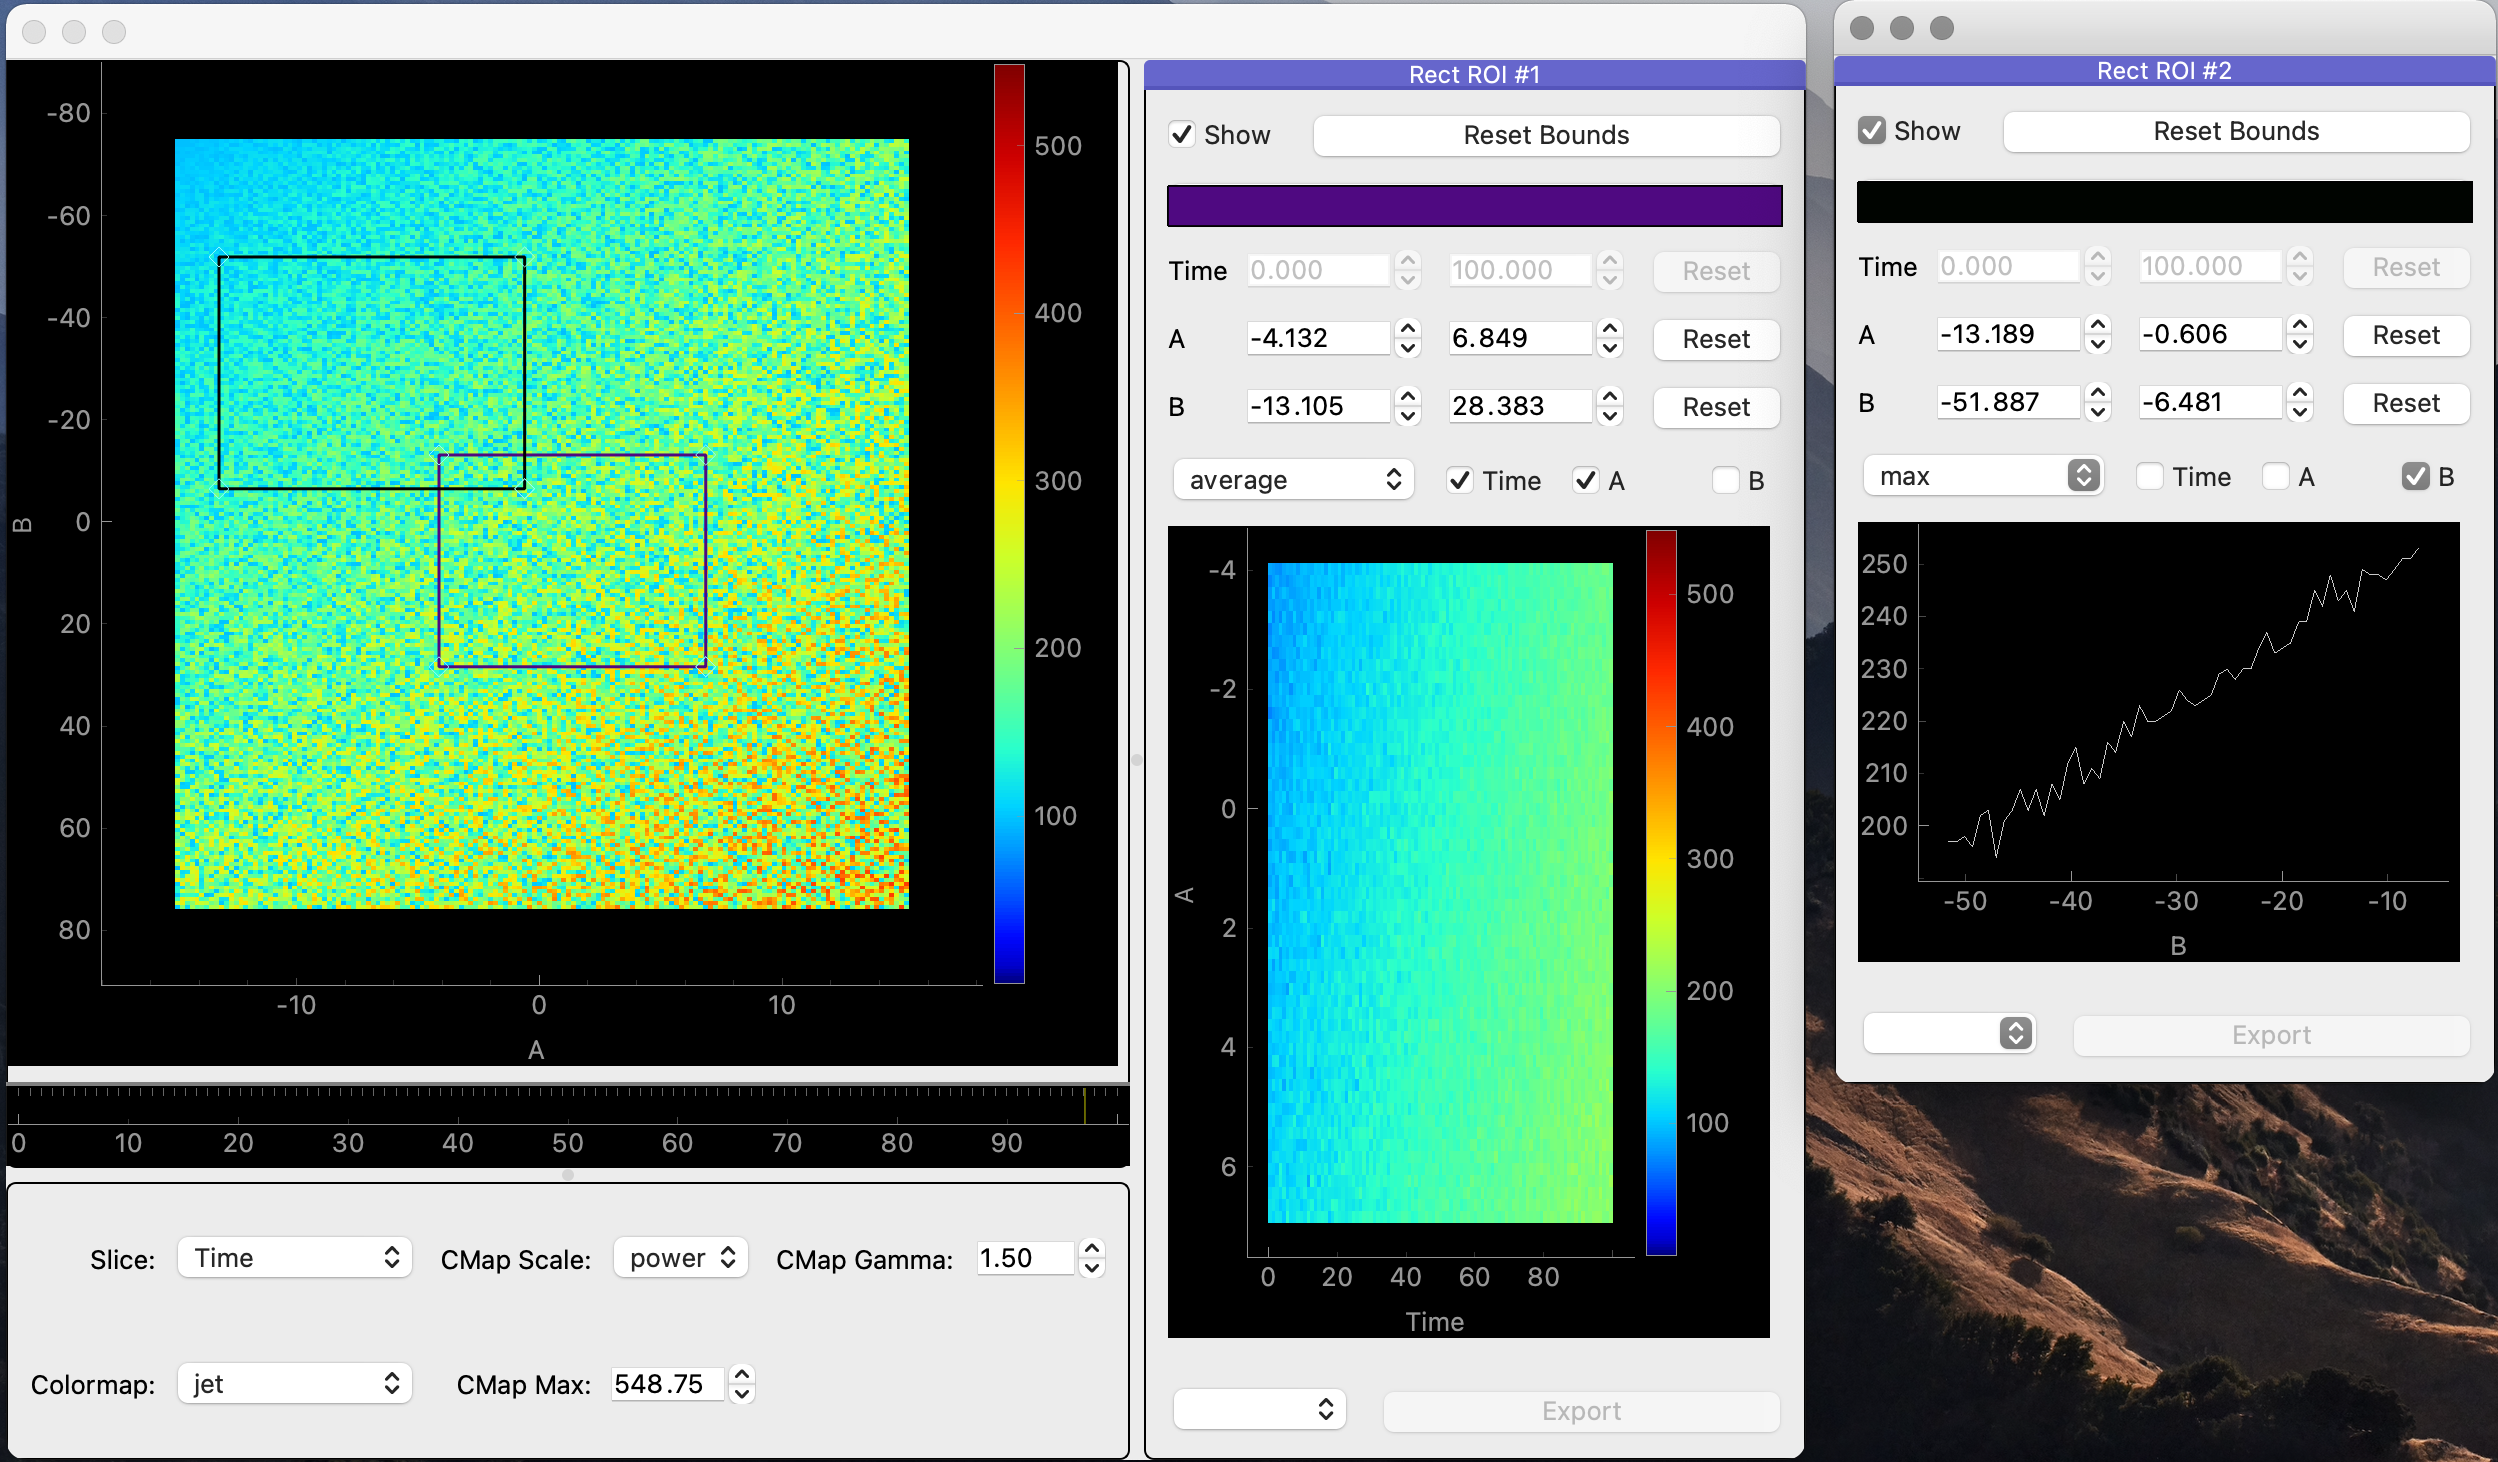 -80
-60
-40
-20
0
20
40
60
80
B
-10 0 10
A
500
400
300
200
100
0 10 20 30 40 50 60 70 80 90
Slice: Time CMap Scale: power CMap Gamma: 1.50
Colormap: jet CMap Max: 548.75
Rect ROI #1
Show Reset Bounds
Time 0.000 100.000 Reset
A -4.132 6.849 Reset
B -13.105 28.383 Reset
average Time A B
-4
-2
0
2
4
6
A
0 20 40 60 80
Time
500
400
300
200
100
Export
Rect ROI #2
Show Reset Bounds
Time 0.000 100.000 Reset
A -13.189 -0.606 Reset
B -51.887 -6.481 Reset
max Time A B
250
240
230
220
210
200
-50 -40 -30 -20 -10
B
Export